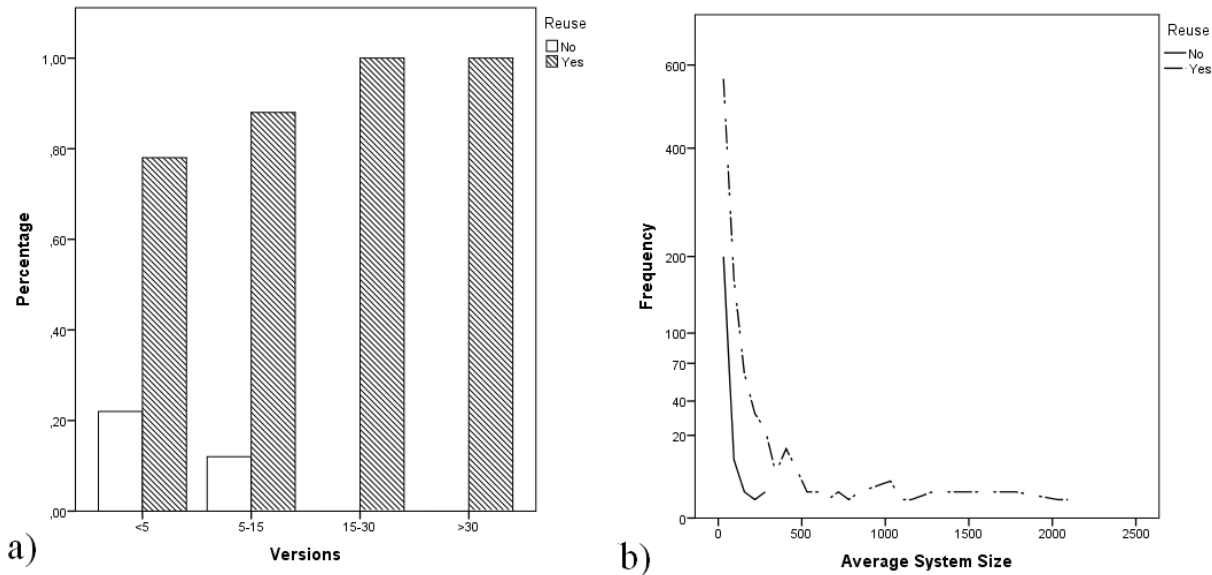 Reuse
No
Yes
1,00
,80
,60
,40
,20
,00
Percentage
<5
5-15
15-30
>30
Versions
a)
Reuse
No
Yes
600
400
200
100
70
40
20
0
Frequency
0
500
1000
1500
2000
2500
Average System Size
b)